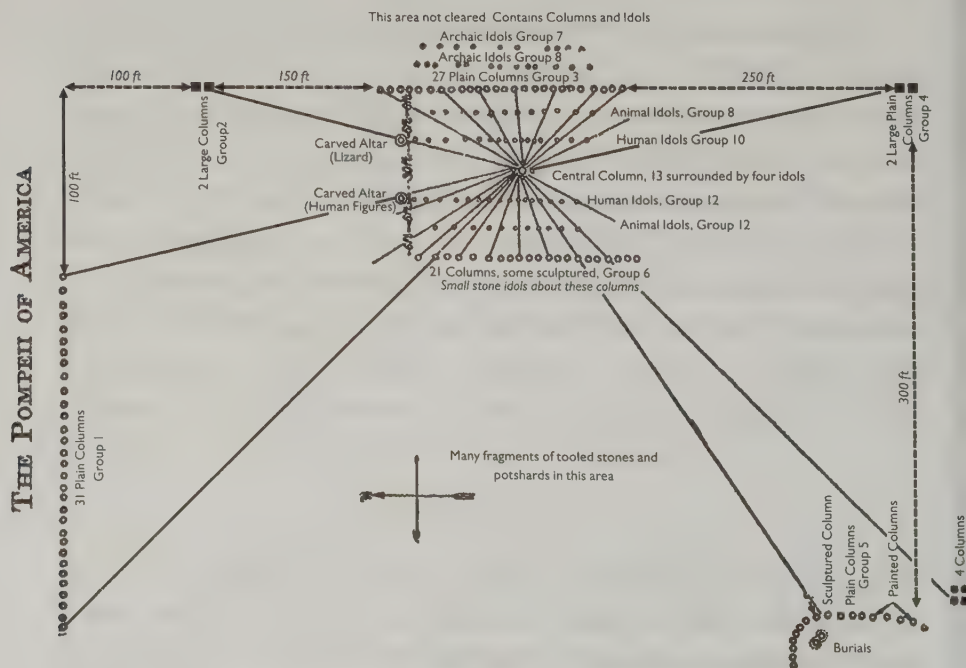 THE POMPEII OF AMERICA
This area not cleared Contains Columns and Idols
Archaic Idols Group 7
Archaic Idols Group 8
27 Plain Columns Group 3
100 ft
150 ft
250 ft
2 Large Columns
Group2
2 Large Plain
Columns
Group 4
100 ft
Carved Altar
(Lizard)
30 ft
Animal Idols, Group 8
Human Idols Group 10
Central Column, 13 surrounded by four idols
Carved Altar
(Human Figures)
Human Idols, Group 12
Animal Idols, Group 12
21 Columns, some sculptured, Group 6
Small stone idols about these columns
31 Plain Columns
Group 1
300 ft
Many fragments of tooled stones and
potshards in this area
Sculptured Column
Plain Columns
Group 5
Painted Columns
4 Columns
Burials